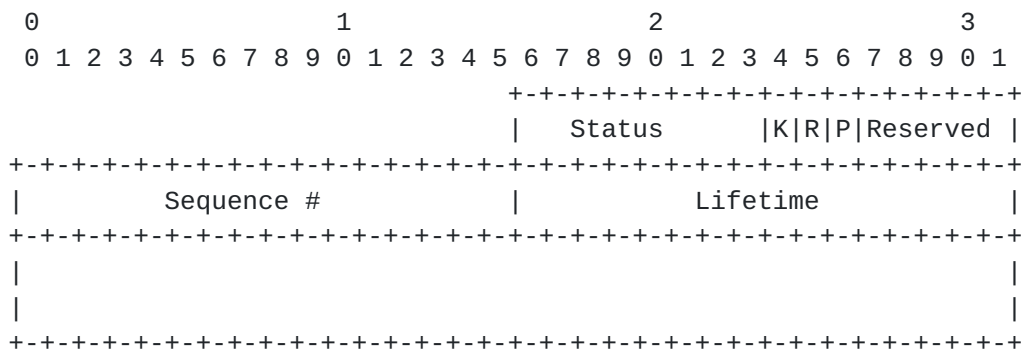 0                   1                   2                   3
 0 1 2 3 4 5 6 7 8 9 0 1 2 3 4 5 6 7 8 9 0 1 2 3 4 5 6 7 8 9 0 1
                                +-+-+-+-+-+-+-+-+-+-+-+-+-+-+-+-+
                                |   Status      |K|R|P|Reserved |
+-+-+-+-+-+-+-+-+-+-+-+-+-+-+-+-+-+-+-+-+-+-+-+-+-+-+-+-+-+-+-+-+
|         Sequence #            |           Lifetime            |
+-+-+-+-+-+-+-+-+-+-+-+-+-+-+-+-+-+-+-+-+-+-+-+-+-+-+-+-+-+-+-+-+
|                                                               |
|                                                               |
+-+-+-+-+-+-+-+-+-+-+-+-+-+-+-+-+-+-+-+-+-+-+-+-+-+-+-+-+-+-+-+-+